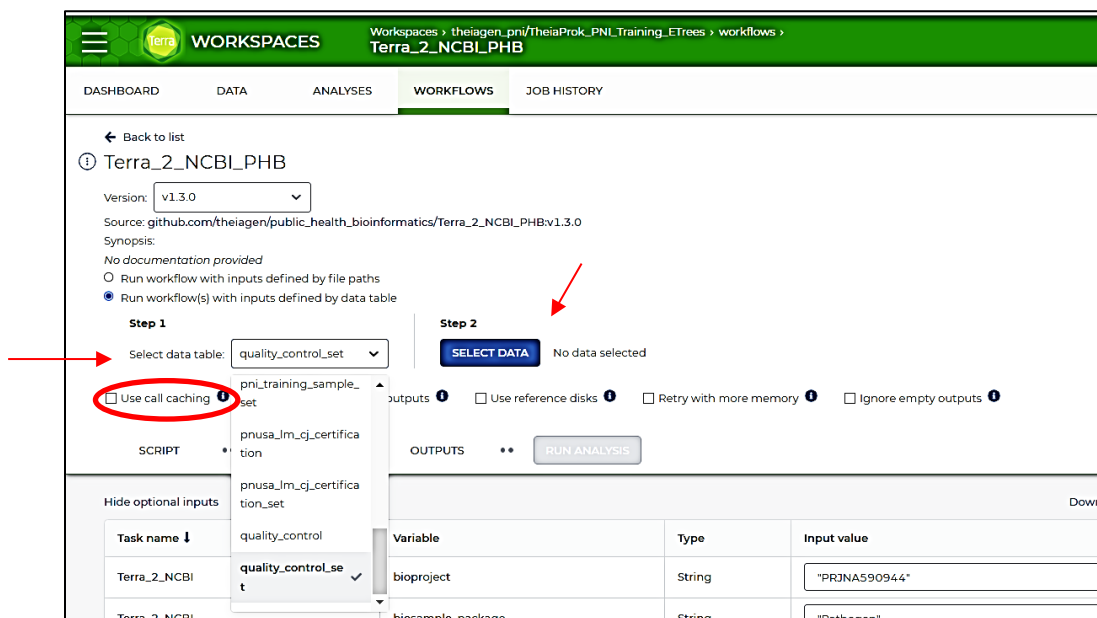 Terra
WORKSPACES
Workspaces › theiagen_pni/TheiaProk_PNI_Training_ETrees › workflows ›
Terra_2_NCBI_PHB
DASHBOARD DATA ANALYSES WORKFLOWS JOB HISTORY
Back to list
Terra_2_NCBI_PHB
Version: v1.3.0
Source: github.com/theiagen/public_health_bioinformatics/Terra_2_NCBI_PHB:v1.3.0
Synopsis:
No documentation provided
Run workflow with inputs defined by file paths
Run workflow(s) with inputs defined by data table
Step 1 Step 2
Select data table: quality_control_set SELECT DATA No data selected
Use call caching outputs Use reference disks Retry with more memory Ignore empty outputs
pni_training_sample_
set
pnusa_lm_cj_certifica
tion
pnusa_lm_cj_certifica
tion_set
quality_control
quality_control_se
t
SCRIPT OUTPUTS RUN ANALYSIS
Hide optional inputs
Task name Variable Type Input value
Terra_2_NCBI bioproject String "PRJNA590944"
Terra_2_NCBI biosample_package String "Pathogen"